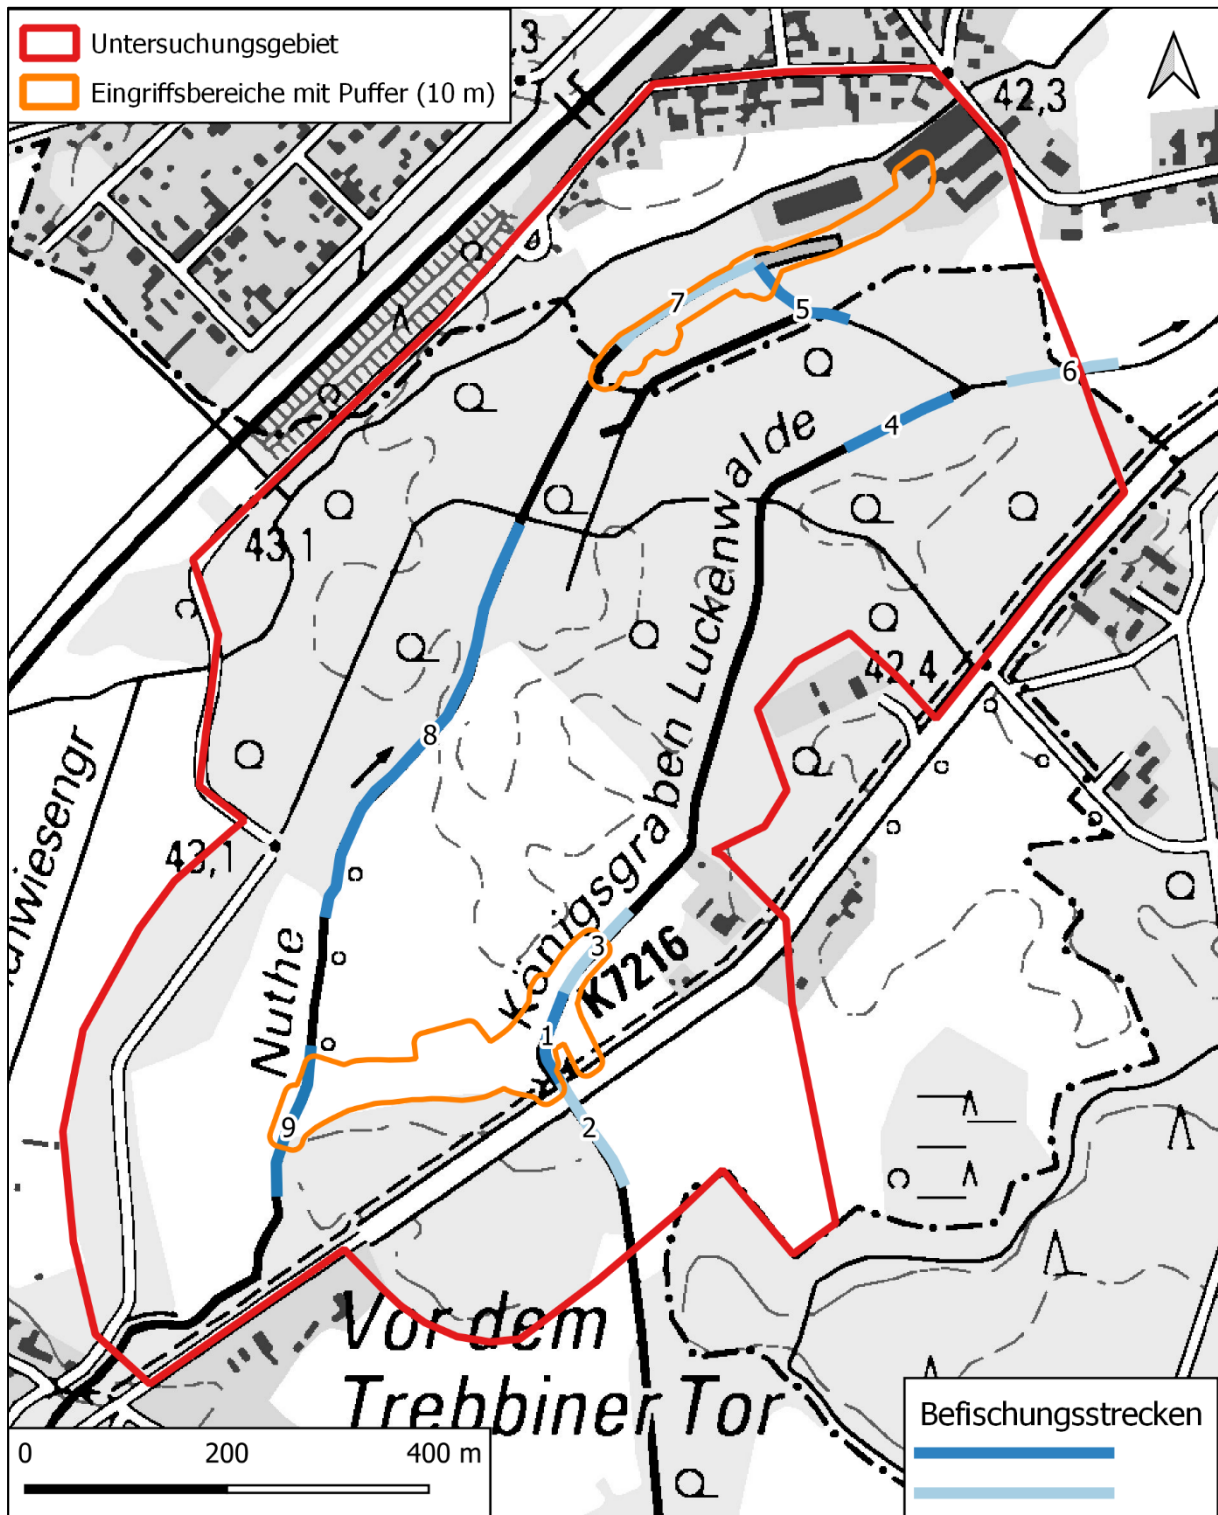 Untersuchungsgebiet
Eingriffsbereiche mit Puffer (10 m)
,3
42,3
7
5
6
4
43,1
42,4
8
43,1
Königsgraben Luckenwalde
Nuthe
3
K7216
1
2
9
Vor dem
Trebbiner Tor
0 200 400 m
Befischungsstrecken